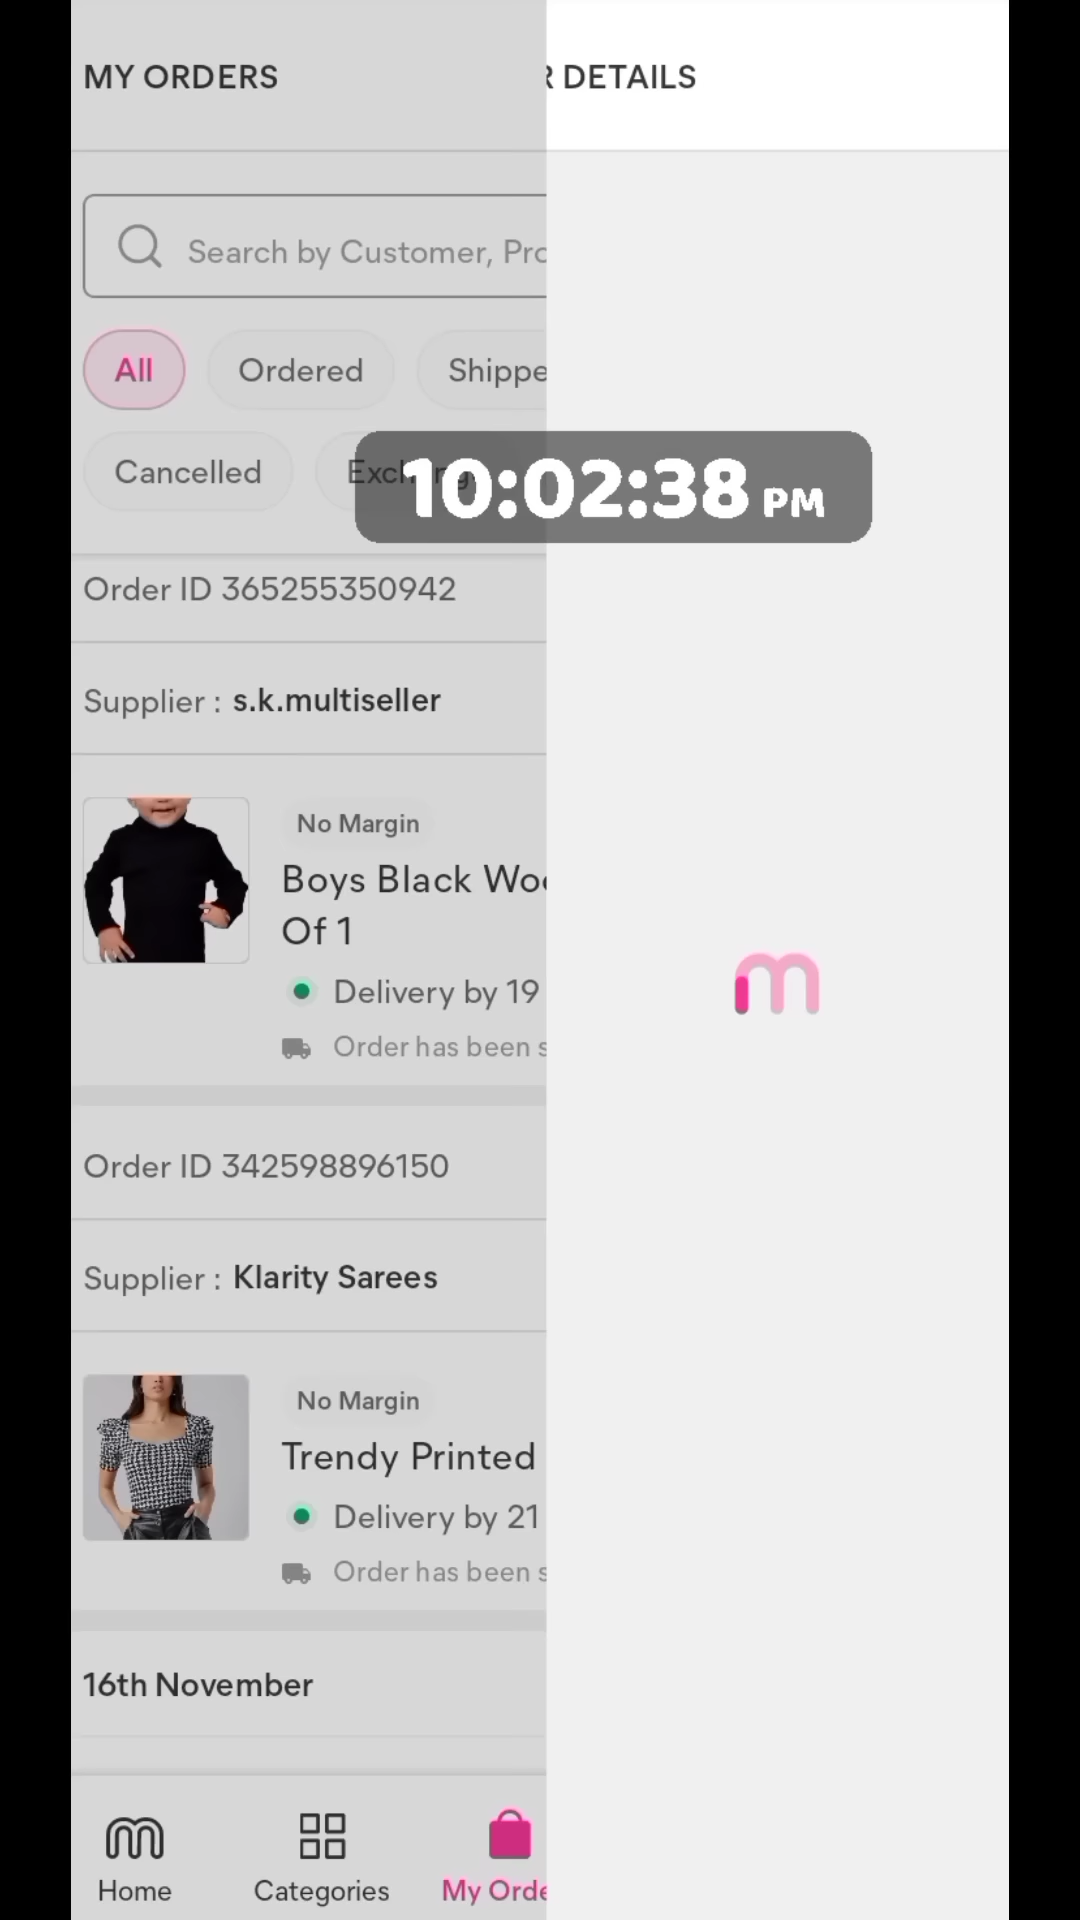 MY ORDERS
R DETAILS
Search by Customer, Pro
All
Ordered
Shippe
Cancelled
10:02:38 PM
Order ID 365255350942
Supplier : s.k.multiseller
No Margin
Boys Black Woo
Of 1
Delivery by 19
Order has been s
Order ID 342598896150
Supplier : Klarity Sarees
No Margin
Trendy Printed
Delivery by 21
Order has been s
16th November
Home
Categories
My Orde